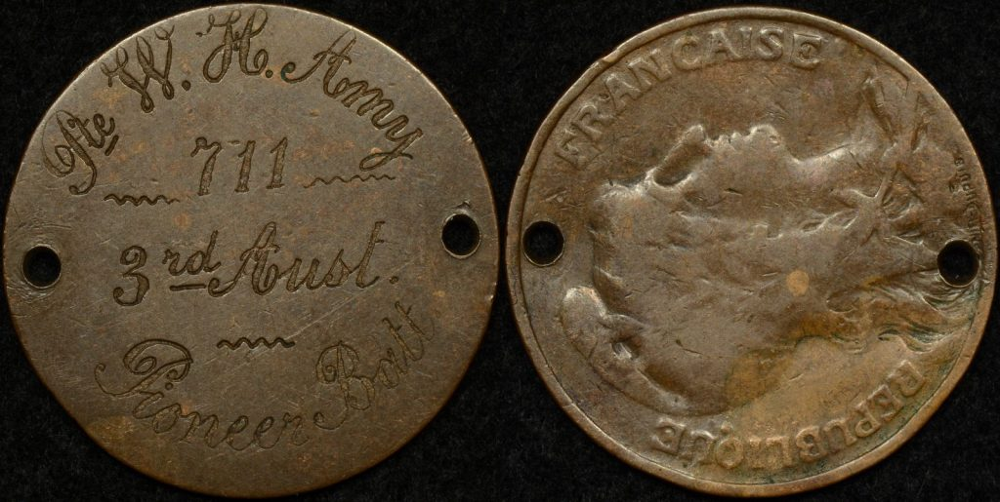 Pte W. H. Amy
711
3rd Aust.
Pioneer Batt
REPUBLIQUE
FRANCAISE